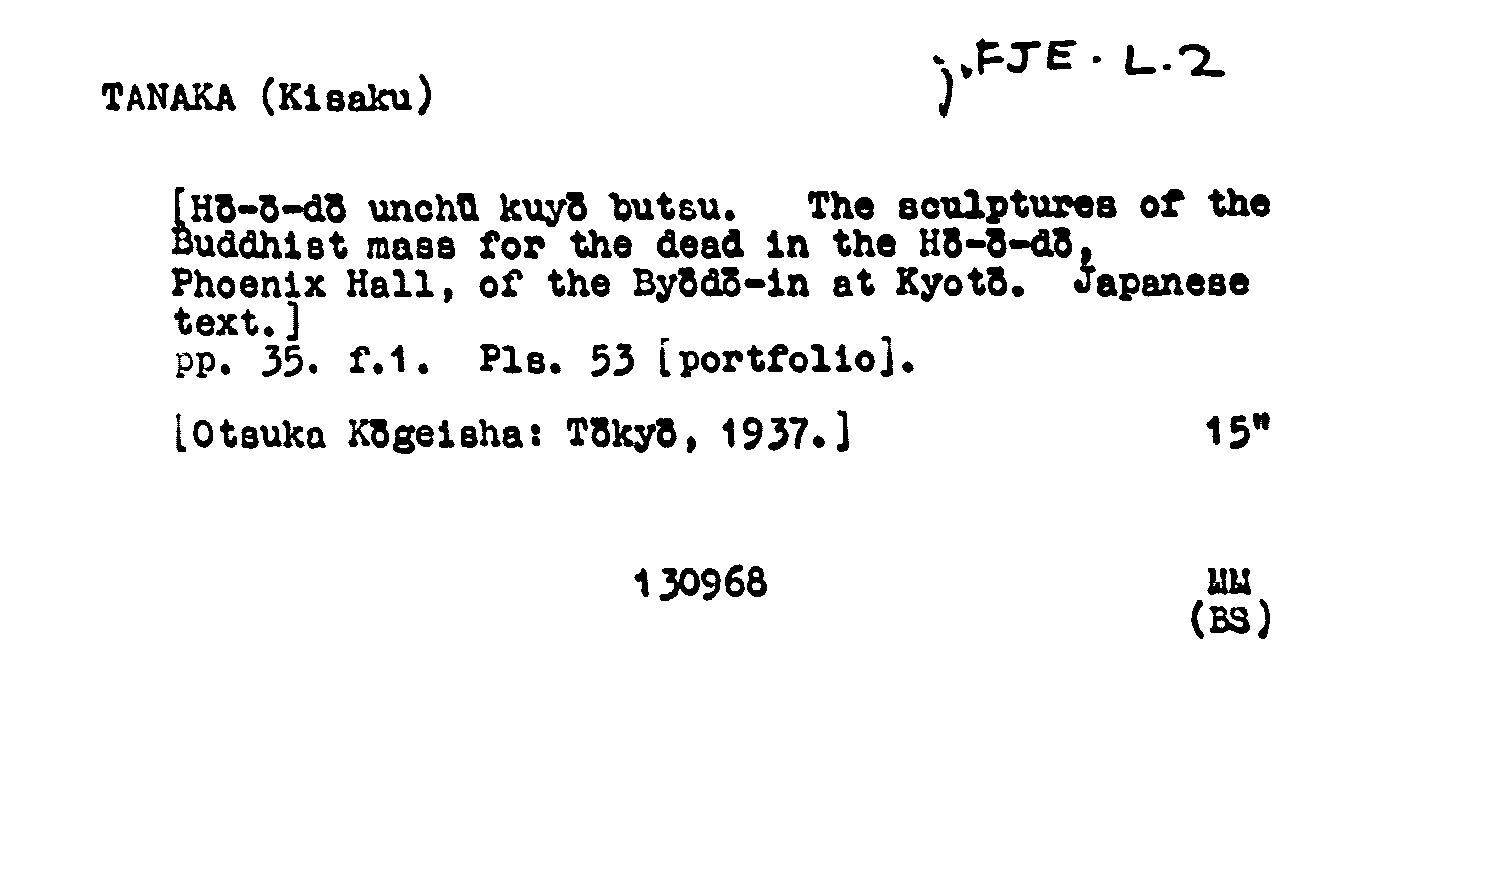 j,FJE. L.2
TANAKA (Kisaku)
[Hō-ō-dō unchū kuyō butsu. The sculptures of the
Buddhist mass for the dead in the Hō-ō-dō,
Phoenix Hall, of the Byōdō-in at Kyotō. Japanese
text.]
pp. 35. f.1. Pls. 53 [portfolio].
[Otsuka Kōgeisha: Tōkyō, 1937.] 15"
130968 MM
(BS)